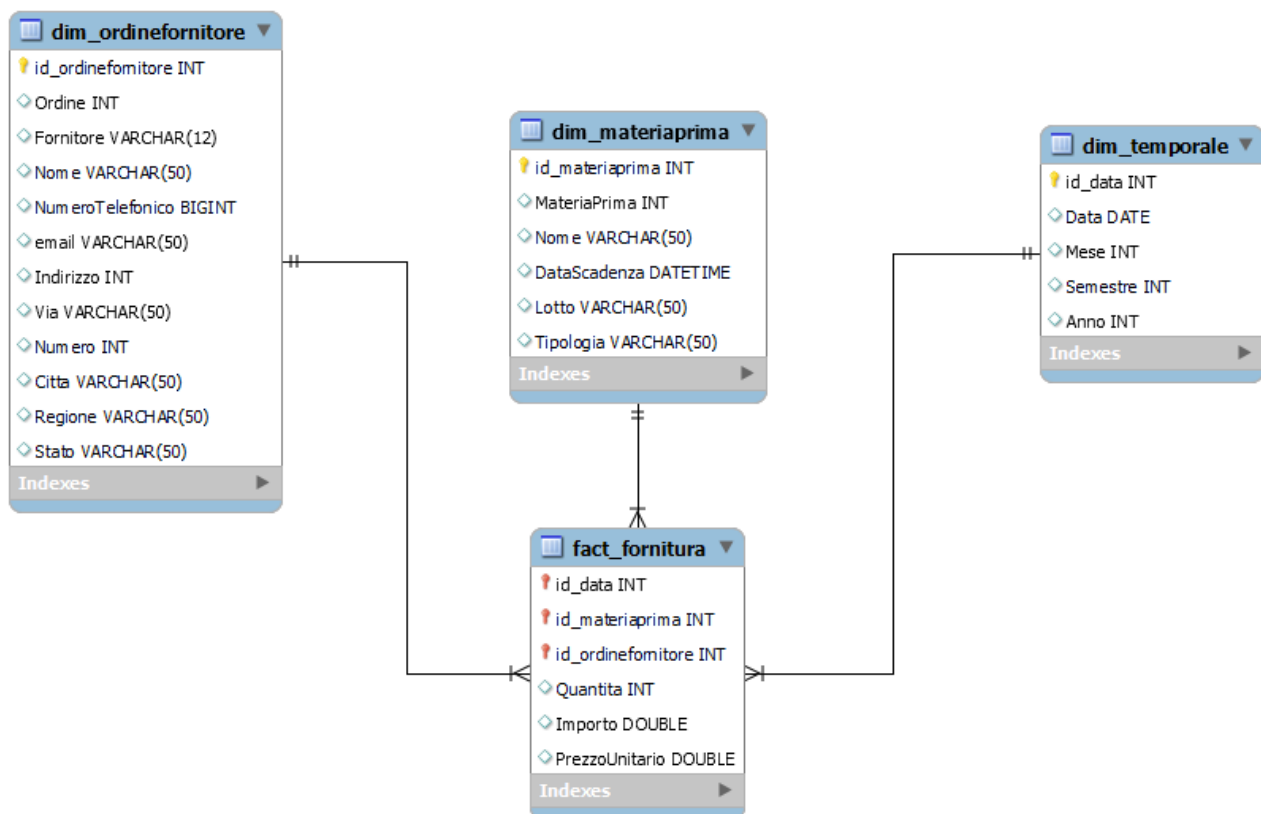 dim_ordinefornitore
id_ordinefornitore INT
Ordine INT
Fornitore VARCHAR(12)
Nome VARCHAR(50)
NumeroTelefonico BIGINT
email VARCHAR(50)
Indirizzo INT
Via VARCHAR(50)
Numero INT
Citta VARCHAR(50)
Regione VARCHAR(50)
Stato VARCHAR(50)
Indexes
dim_materiaprima
id_materiaprima INT
MateriaPrima INT
Nome VARCHAR(50)
DataScadenza DATETIME
Lotto VARCHAR(50)
Tipologia VARCHAR(50)
Indexes
dim_temporale
id_data INT
Data DATE
Mese INT
Semestre INT
Anno INT
Indexes
fact_fornitura
id_data INT
id_materiaprima INT
id_ordinefornitore INT
Quantita INT
Importo DOUBLE
PrezzoUnitario DOUBLE
Indexes